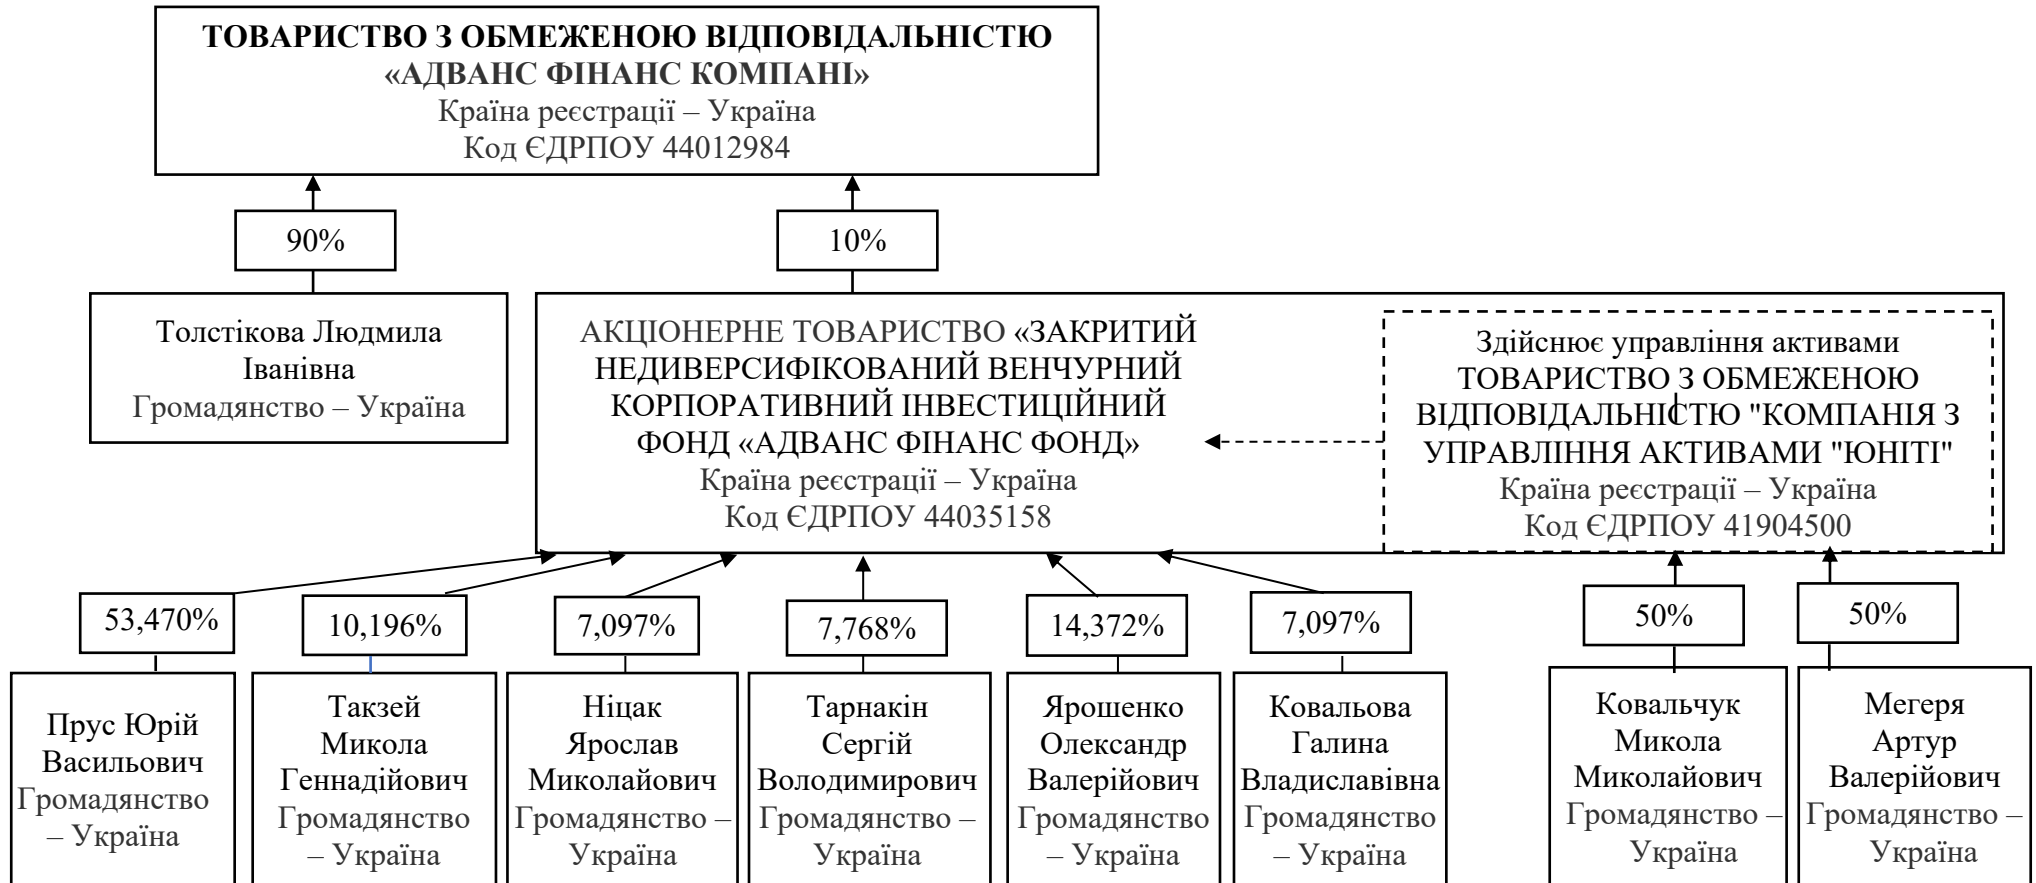 ТОВАРИСТВО З ОБМЕЖЕНОЮ ВІДПОВІДАЛЬНІСТЮ
«АДВАНС ФІНАНС КОМПАНІ»
Країна реєстрації – Україна
Код ЄДРПОУ 44012984
90%
10%
Толстікова Людмила
Іванівна
Громадянство – Україна
АКЦІОНЕРНЕ ТОВАРИСТВО «ЗАКРИТИЙ
НЕДИВЕРСИФІКОВАНИЙ ВЕНЧУРНИЙ
КОРПОРАТИВНИЙ ІНВЕСТИЦІЙНИЙ
ФОНД «АДВАНС ФІНАНС ФОНД»
Країна реєстрації – Україна
Код ЄДРПОУ 44035158
Здійснює управління активами
ТОВАРИСТВО З ОБМЕЖЕНОЮ
ВІДПОВІДАЛЬНІСТЮ "КОМПАНІЯ З
УПРАВЛІННЯ АКТИВАМИ "ЮНІТІ"
Країна реєстрації – Україна
Код ЄДРПОУ 41904500
53,470%
10,196%
7,097%
7,768%
14,372%
7,097%
50%
50%
Прус Юрій
Васильович
Громадянство
– Україна
Такзей
Микола
Геннадійович
Громадянство
– Україна
Ніцак
Ярослав
Миколайович
Громадянство –
Україна
Тарнакін
Сергій
Володимирович
Громадянство –
Україна
Ярошенко
Олександр
Валерійович
Громадянство
– Україна
Ковальова
Галина
Владиславівна
Громадянство
– Україна
Ковальчук
Микола
Миколайович
Громадянство –
Україна
Мегеря
Артур
Валерійович
Громадянство –
Україна